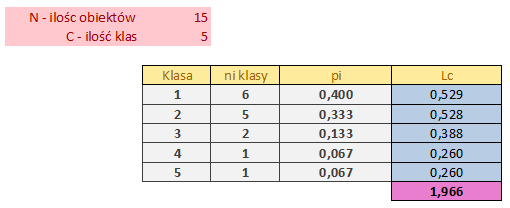 N - ilośc obiektów 15
C - ilość klas 5
Klasa ni klasy pi Lc
1 6 0,400 0,529
2 5 0,333 0,528
3 2 0,133 0,388
4 1 0,067 0,260
5 1 0,067 0,260
1,966